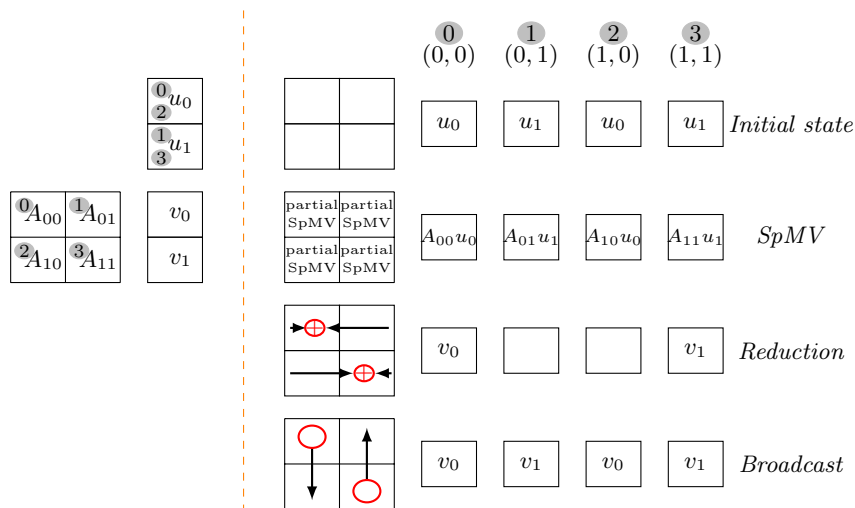 0 1 2 3
(0, 0) (0, 1) (1, 0) (1, 1)
0 2 u0
1 3 u1
u0 u1 u0 u1 Initial state
0 A00 1 A01 v0
2 A10 3 A11 v1
partial partial
SpMV SpMV
partial partial
SpMV SpMV
A00u0 A01u1 A10u0 A11u1 SpMV
v0 v1 Reduction
v0 v1 v0 v1 Broadcast